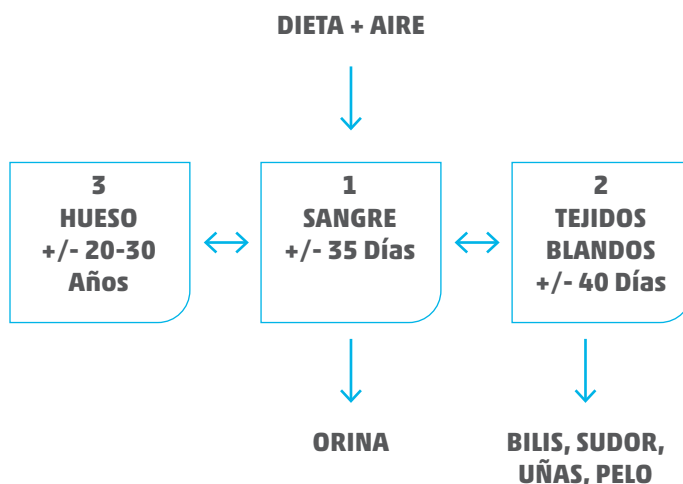 DIETA + AIRE
3
HUESO
+/- 20-30
Años
1
SANGRE
+/- 35 Días
2
TEJIDOS
BLANDOS
+/- 40 Días
ORINA
BILIS, SUDOR,
UÑAS, PELO